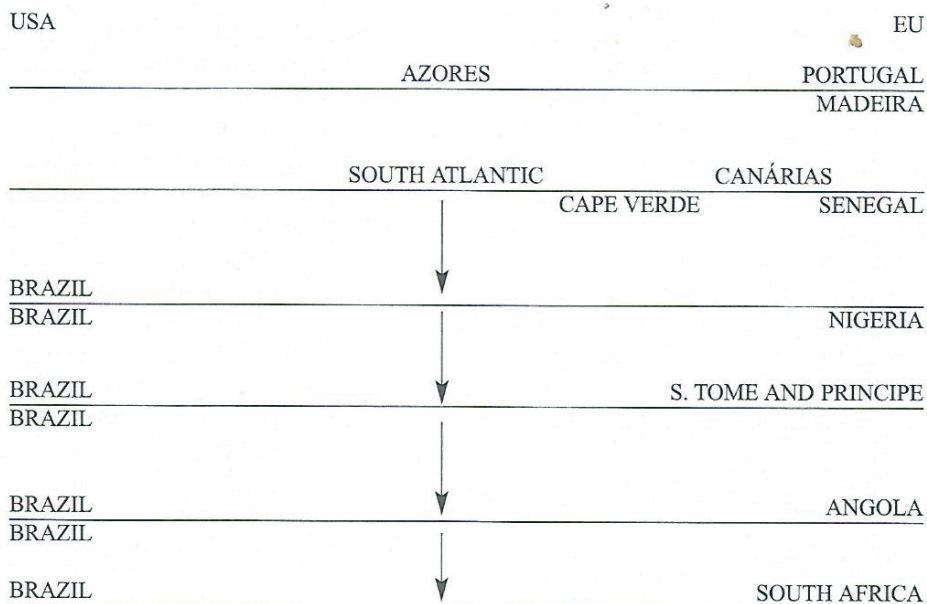 USA EU
AZORES PORTUGAL
MADEIRA
SOUTH ATLANTIC CANÁRIAS
CAPE VERDE SENEGAL
BRAZIL
BRAZIL NIGERIA
BRAZIL S. TOME AND PRINCIPE
BRAZIL
BRAZIL ANGOLA
BRAZIL
BRAZIL SOUTH AFRICA